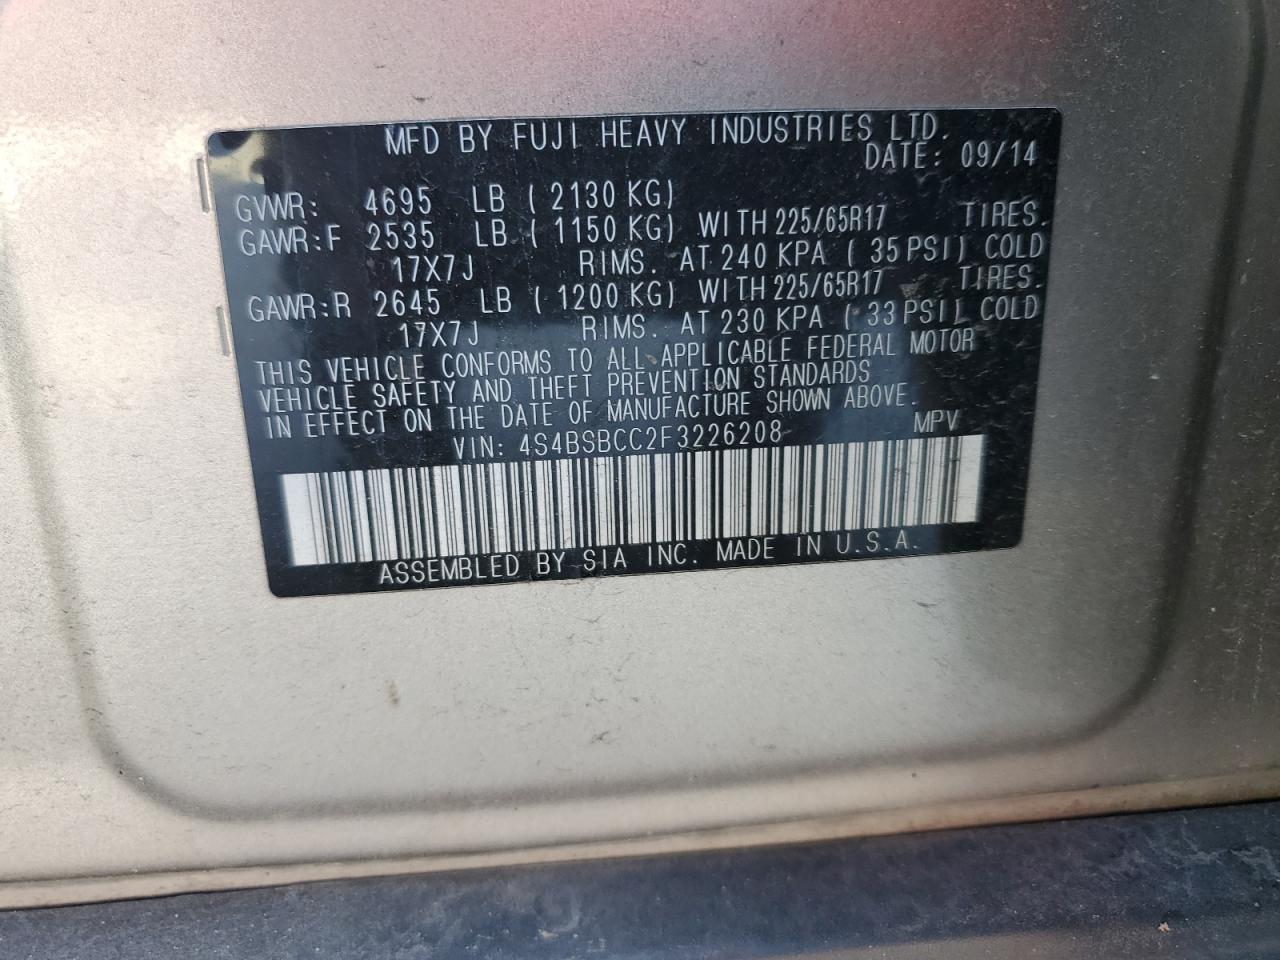 MFD BY FUJI HEAVY INDUSTRIES LTD.
DATE: 09/14
GVWR: 4695 LB ( 2130 KG)
GAWR:F 2535 LB ( 1150 KG) WITH 225/65R17 TIRES.
17X7J RIMS. AT 240 KPA ( 35 PSI) COLD
GAWR:R 2645 LB ( 1200 KG) WITH 225/65R17 TIRES.
17X7J RIMS. AT 230 KPA ( 33 PSI) COLD
THIS VEHICLE CONFORMS TO ALL APPLICABLE FEDERAL MOTOR
VEHICLE SAFETY AND THEFT PREVENTION STANDARDS
IN EFFECT ON THE DATE OF MANUFACTURE SHOWN ABOVE.
VIN: 4S4BSBCC2F3226208 MPV
ASSEMBLED BY SIA INC. MADE IN U.S.A.